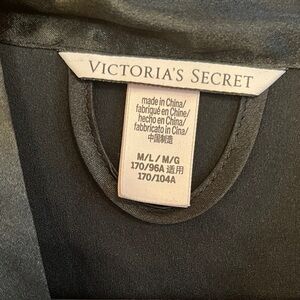 VICTORIA'S SECRET
made in China/
fabriqué en Chine/
hecho en China/
fabbricato in Cina/
中国制造
M/L / M/G
170/96A 适用
170/104A